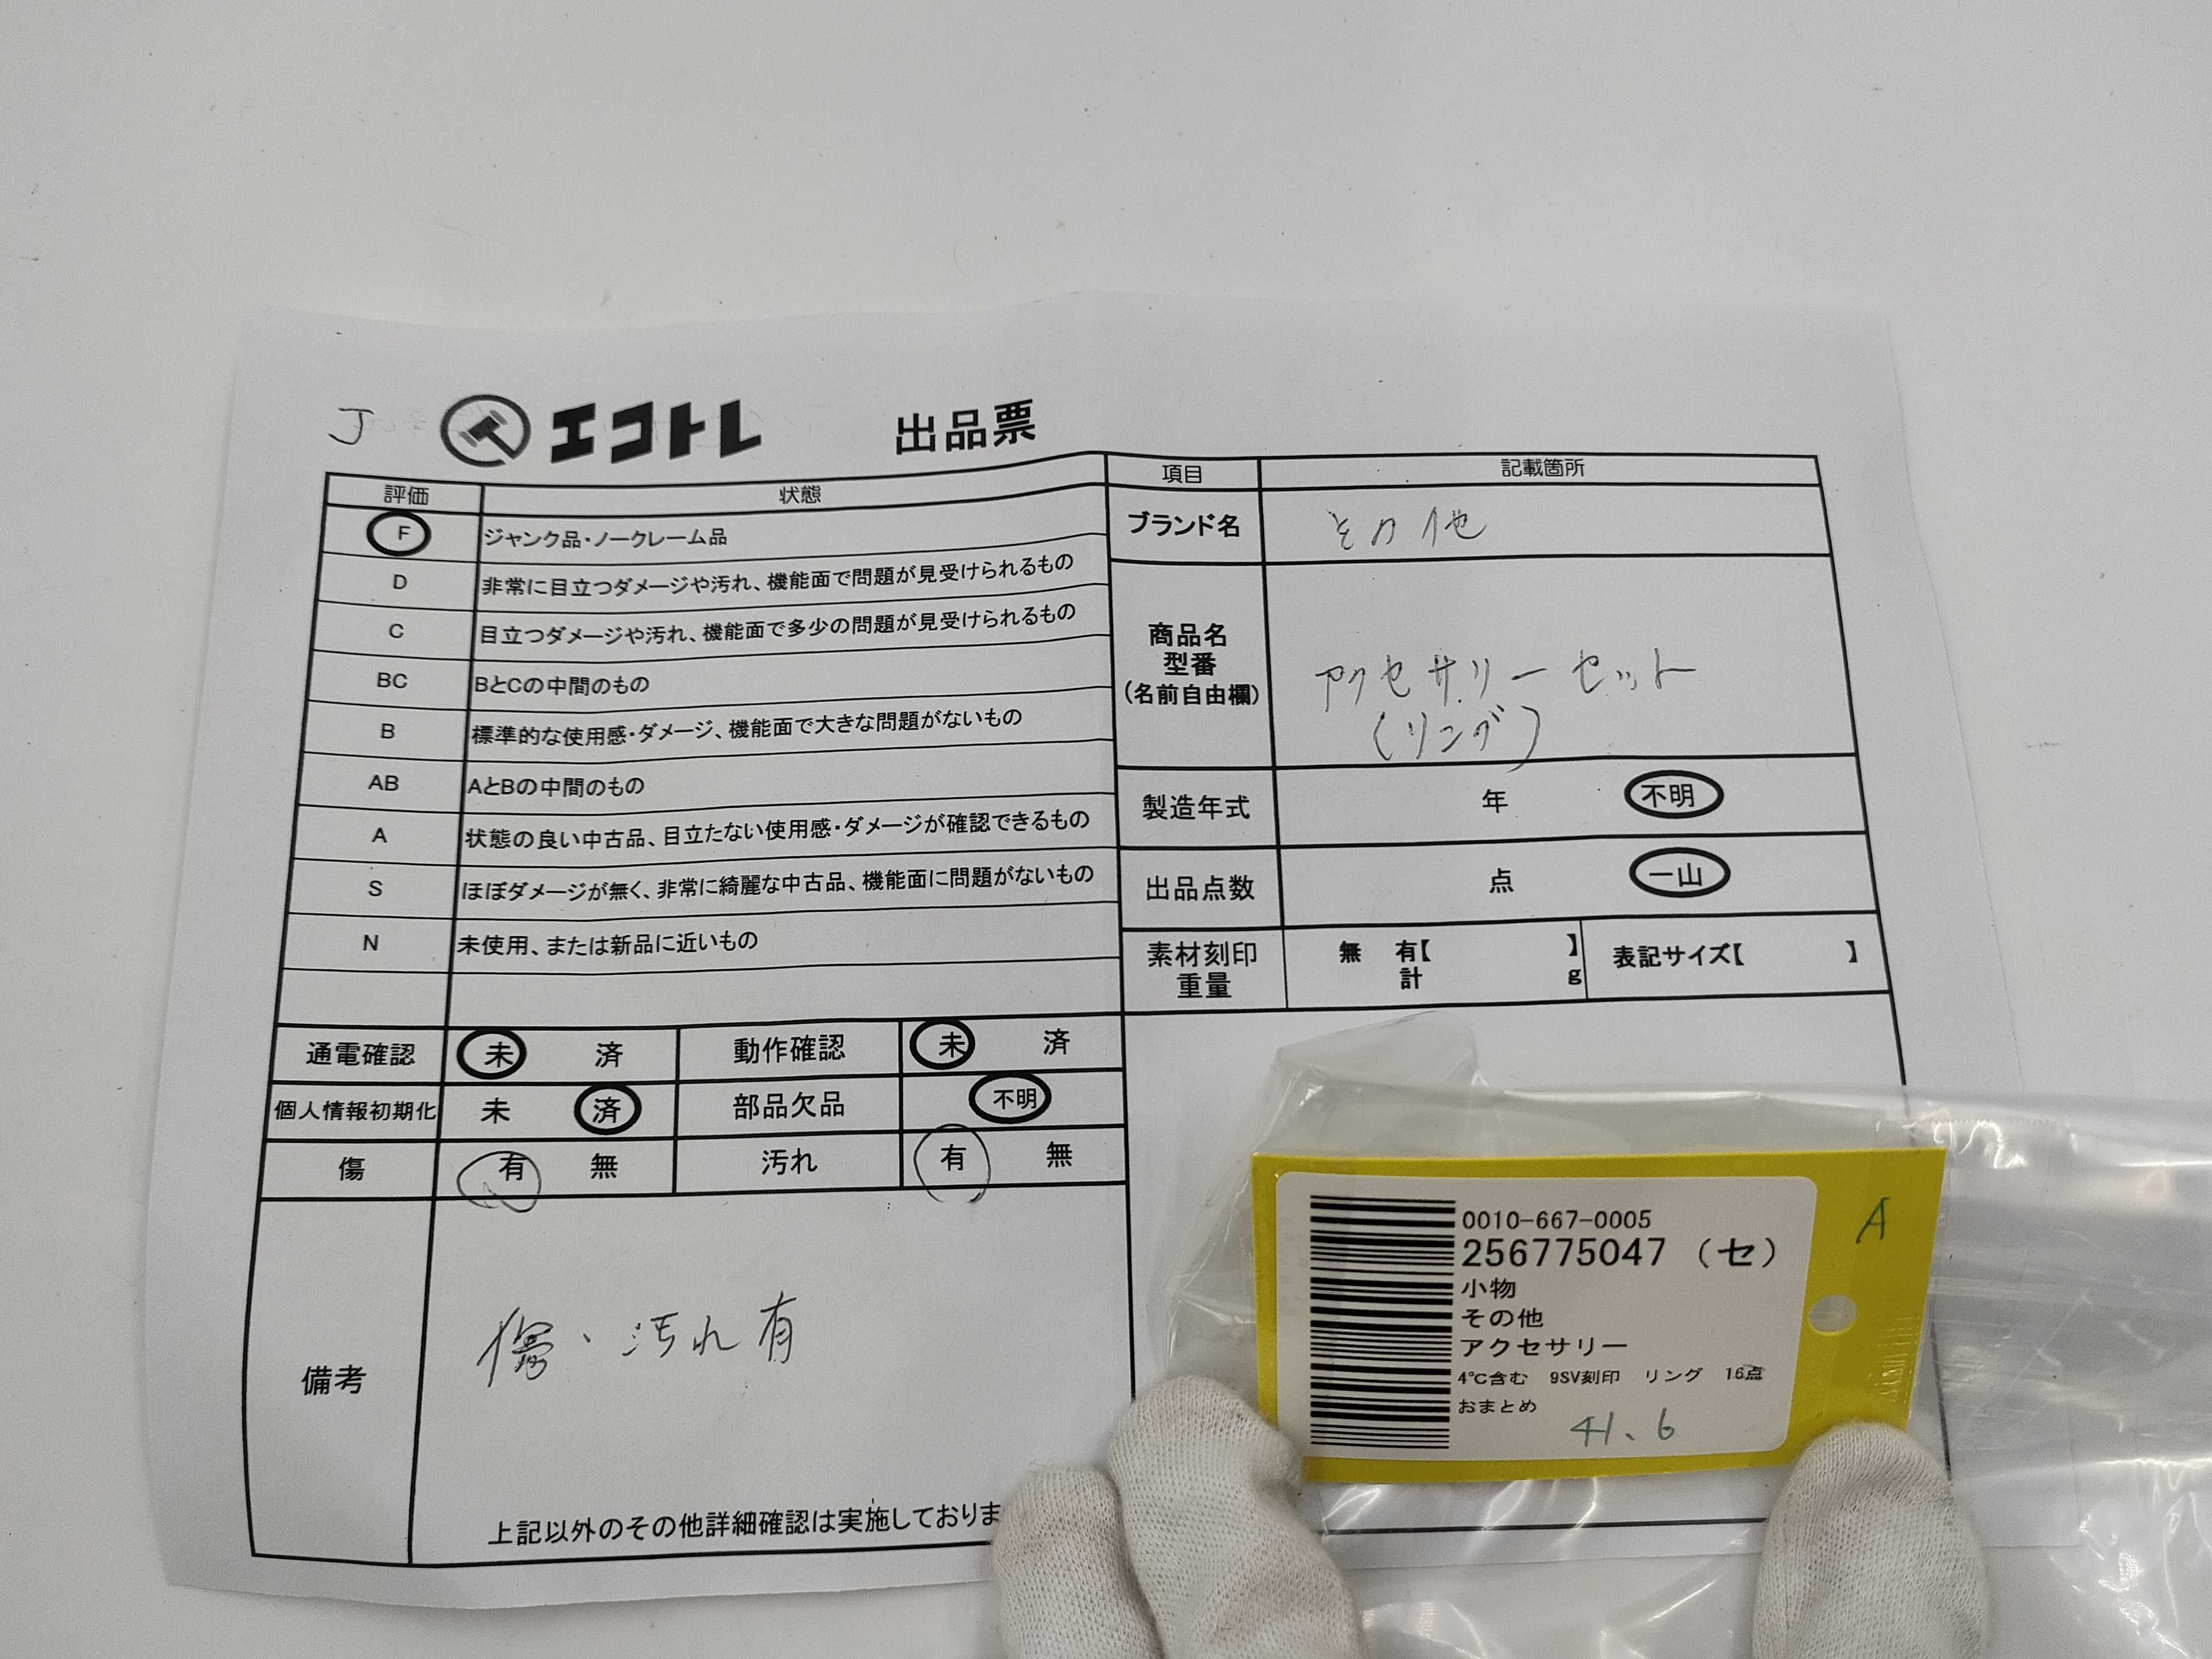 J エコトレ 出品票
評価 状態
F ジャンク品・ノークレーム品
D 非常に目立つダメージや汚れ、機能面で問題が見受けられるもの
C 目立つダメージや汚れ、機能面で多少の問題が見受けられるもの
BC BとCの中間のもの
B 標準的な使用感・ダメージ、機能面で大きな問題がないもの
AB AとBの中間のもの
A 状態の良い中古品、目立たない使用感・ダメージが確認できるもの
S ほぼダメージが無く、非常に綺麗な中古品、機能面に問題がないもの
N 未使用、または新品に近いもの
項目 記載箇所
ブランド名 その他
商品名
型番
(名前自由欄)
アクセサリーセット
(リング)
製造年式 年 不明
出品点数 点 一山
素材刻印
重量
無 有【 】
計 g
表記サイズ【 】
通電確認 未 済 動作確認 未 済
個人情報初期化 未 済 部品欠品 不明
傷 有 無 汚れ 有 無
備考
傷、汚れ有
上記以外のその他詳細確認は実施しておりま
A
0010-667-0005
256775047 (セ)
小物
その他
アクセサリー
4℃含む 9SV刻印 リング 16点
おまとめ
41.6